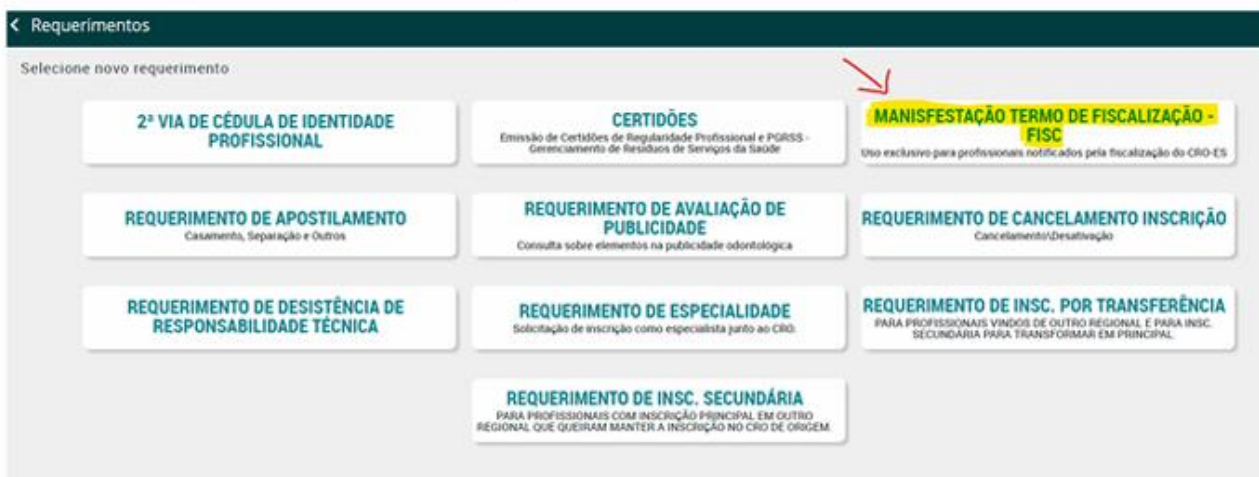 Requerimentos
Selecione novo requerimento
2ª VIA DE CÉDULA DE IDENTIDADE
PROFISSIONAL
CERTIDÕES
Emissão de Certidões de Regularidade Profissional e PGRSS -
Gerenciamento de Resíduos de Serviços da Saúde
MANISFESTAÇÃO TERMO DE FISCALIZAÇÃO -
FISC
Uso exclusivo para profissionais notificados pela fiscalização do CRO-ES
REQUERIMENTO DE APOSTILAMENTO
Casamento, Separação e Outros
REQUERIMENTO DE AVALIAÇÃO DE
PUBLICIDADE
Consulta sobre elementos na publicidade odontológica
REQUERIMENTO DE CANCELAMENTO INSCRIÇÃO
Cancelamento\Desativação
REQUERIMENTO DE DESISTÊNCIA DE
RESPONSABILIDADE TÉCNICA
REQUERIMENTO DE ESPECIALIDADE
Solicitação de inscrição como especialista junto ao CRO.
REQUERIMENTO DE INSC. POR TRANSFERÊNCIA
PARA PROFISSIONAIS VINDOS DE OUTRO REGIONAL E PARA INSC.
SECUNDÁRIA PARA TRANSFORMAR EM PRINCIPAL
REQUERIMENTO DE INSC. SECUNDÁRIA
PARA PROFISSIONAIS COM INSCRIÇÃO PRINCIPAL EM OUTRO
REGIONAL QUE QUEIRAM MANTER A INSCRIÇÃO NO CRO DE ORIGEM.